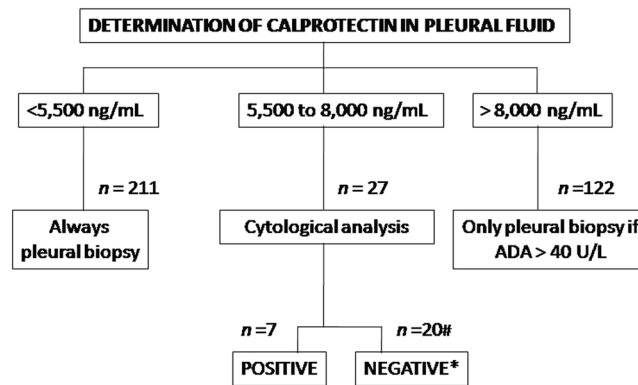 DETERMINATION OF CALPROTECTIN IN PLEURAL FLUID
<5,500 ng/mL
5,500 to 8,000 ng/mL
> 8,000 ng/mL
n = 211
n = 27
n =122
Always
pleural biopsy
Cytological analysis
Only pleural biopsy if
ADA > 40 U/L
n =7
n =20#
POSITIVE
NEGATIVE*